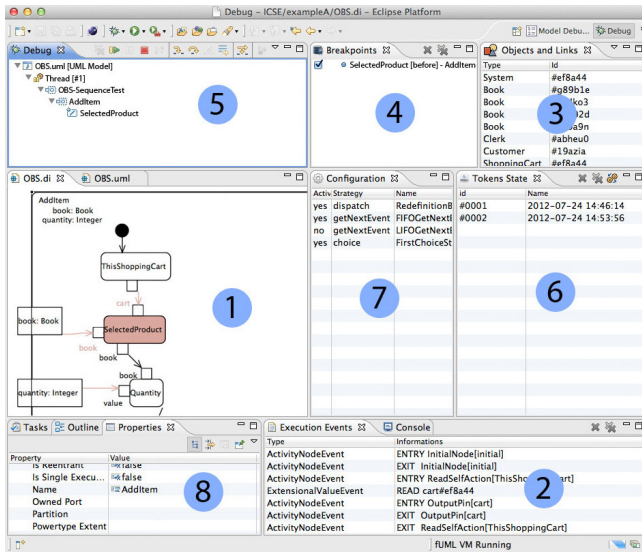 Debug - ICSE/exampleA/OBS.di - Eclipse Platform
Model Debu... Debug
Debug
OBS.uml [UML Model]
Thread [#1]
OBS-SequenceTest
AddItem
SelectedProduct
5
Breakpoints
SelectedProduct [before] - AddItem
4
Objects and Links
Type Id
System #ef8a44
Book #g89b1e
Book
Book
Book
Clerk #abheu0
Customer #19azia
ShoppingCart #ef8a44
3
OBS.di OBS.uml
AddItem
book: Book
quantity: Integer
ThisShoppingCart
cart
book: Book
SelectedProduct
book
book
book
quantity: Integer
Quantity
value
1
Configuration
Activ Strategy Name
yes dispatch RedefinitionB
yes getNextEvent FIFOGetNextE
no getNextEvent LIFOGetNextE
yes choice FirstChoiceSt
7
Tokens State
id Name
#0001 2012-07-24 14:46:14
#0002 2012-07-24 14:53:56
6
Tasks Outline Properties
Property Value
Is Reentrant false
Is Single Execu... false
Name AddItem
Owned Port
Partition
Powertype Extent
8
Execution Events Console
Type Informations
ActivityNodeEvent ENTRY InitialNode[initial]
ActivityNodeEvent EXIT InitialNode[initial]
ActivityNodeEvent ENTRY ReadSelfAction[ThisShoppingCart]
ExtensionalValueEvent READ cart#ef8a44
ActivityNodeEvent ENTRY OutputPin[cart]
ActivityNodeEvent EXIT OutputPin[cart]
ActivityNodeEvent EXIT ReadSelfAction[ThisShoppingCart]
2
fUML VM Running